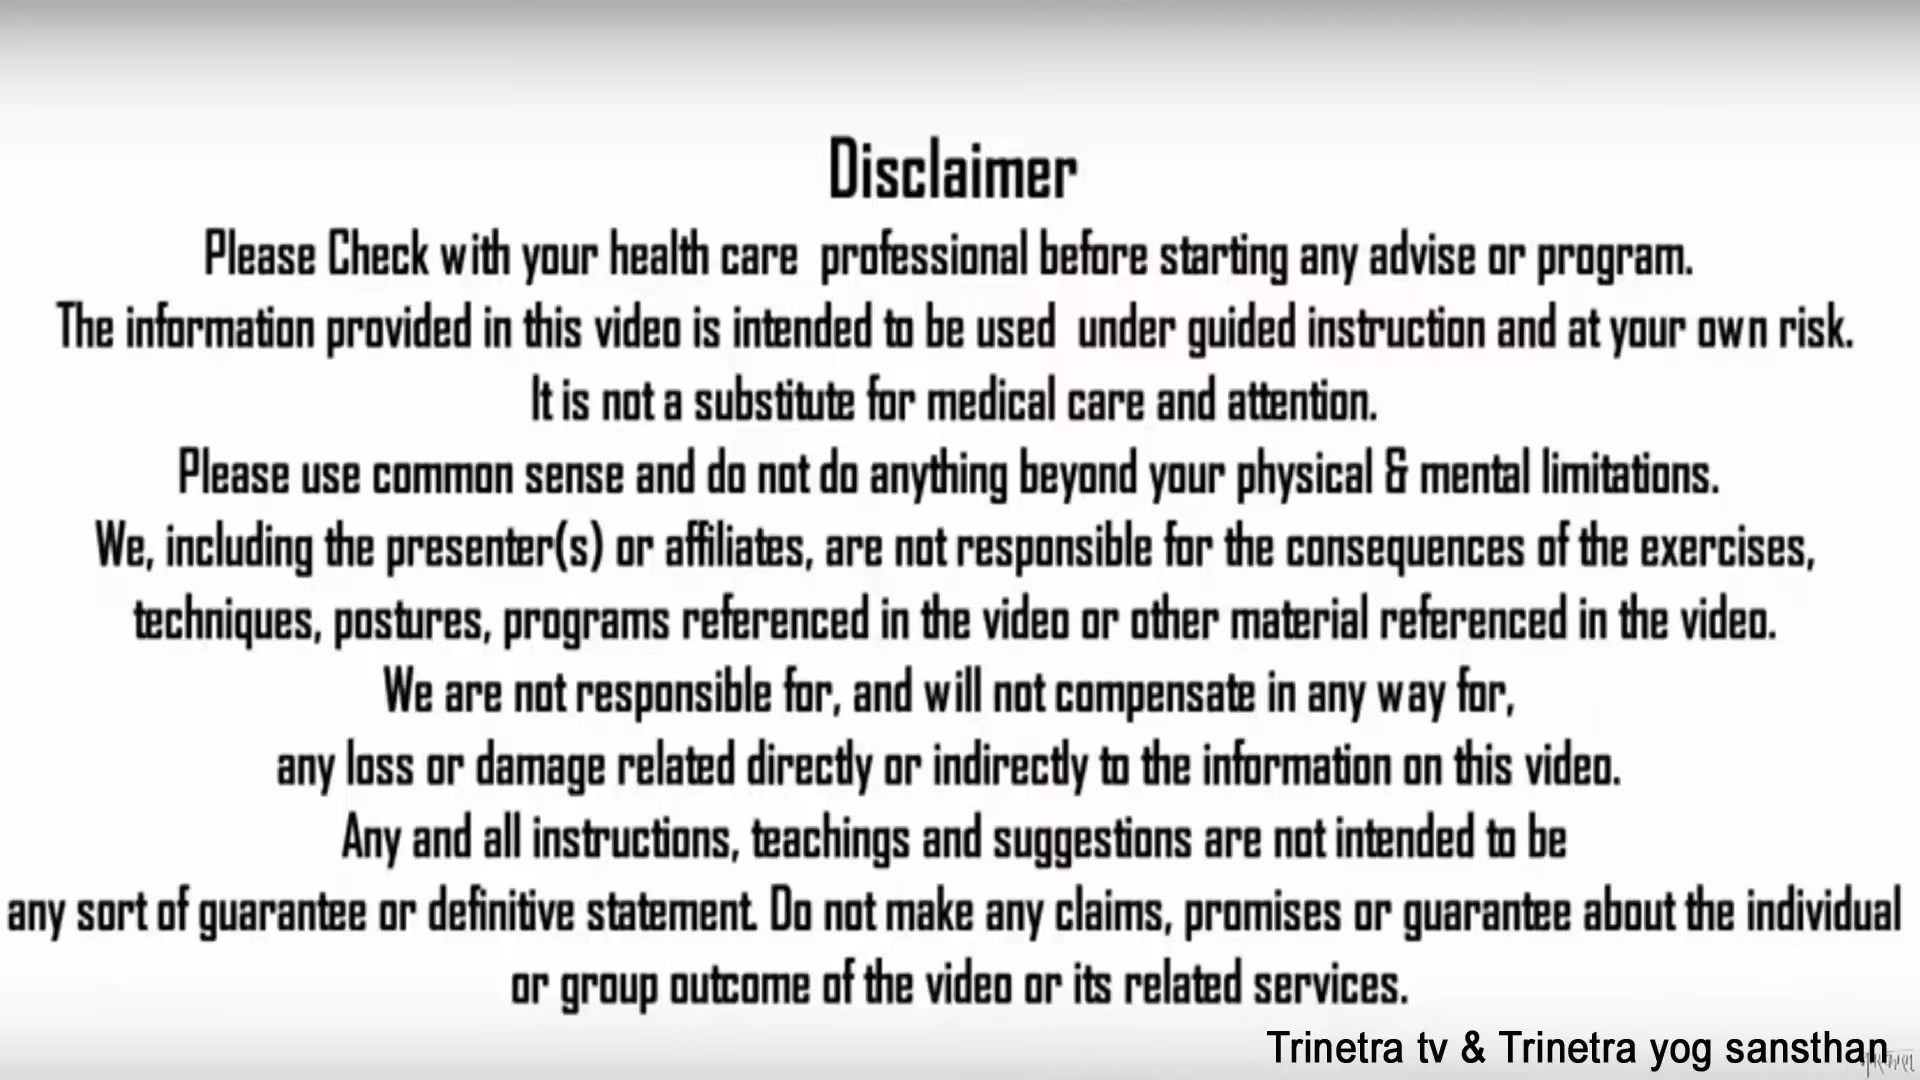 Disclaimer
Please Check with your health care professional before starting any advise or program.
The information provided in this video is intended to be used under guided instruction and at your own risk.
It is not a substitute for medical care and attention.
Please use common sense and do not do anything beyond your physical & mental limitations.
We, including the presenter(s) or affiliates, are not responsible for the consequences of the exercises,
techniques, postures, programs referenced in the video or other material referenced in the video.
We are not responsible for, and will not compensate in any way for,
any loss or damage related directly or indirectly to the information on this video.
Any and all instructions, teachings and suggestions are not intended to be
any sort of guarantee or definitive statement. Do not make any claims, promises or guarantee about the individual
or group outcome of the video or its related services.
Trinetra tv & Trinetra yog sansthan